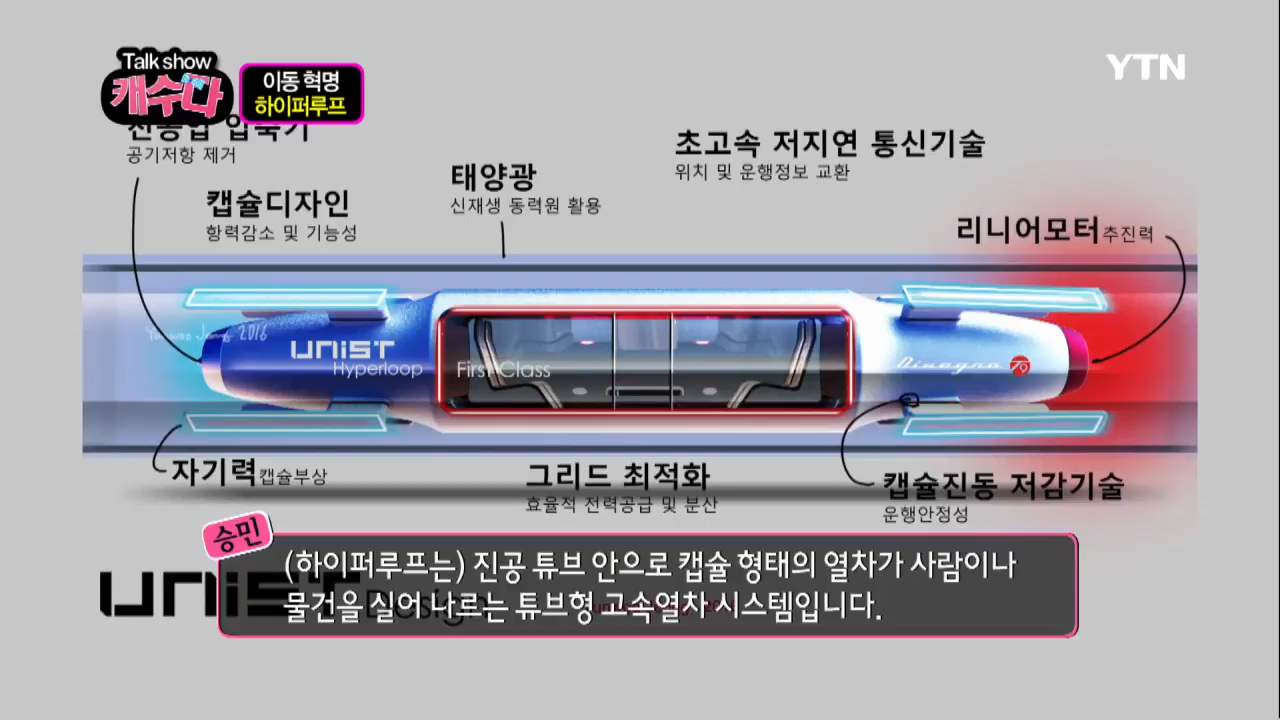 Talk show
캐수다
이동 혁명
하이퍼루프
YTN
공기저항 제거
캡슐디자인
항력감소 및 기능성
태양광
신재생 동력원 활용
초고속 저지연 통신기술
위치 및 운행정보 교환
리니어모터 추진력
2016
UNIST
Hyperloop
First Class
자기력 캡슐부상
그리드 최적화
효율적 전력공급 및 분산
캡슐진동 저감기술
운행안정성
승민
(하이퍼루프는) 진공 튜브 안으로 캡슐 형태의 열차가 사람이나
물건을 실어 나르는 튜브형 고속열차 시스템입니다.
UNIST Design